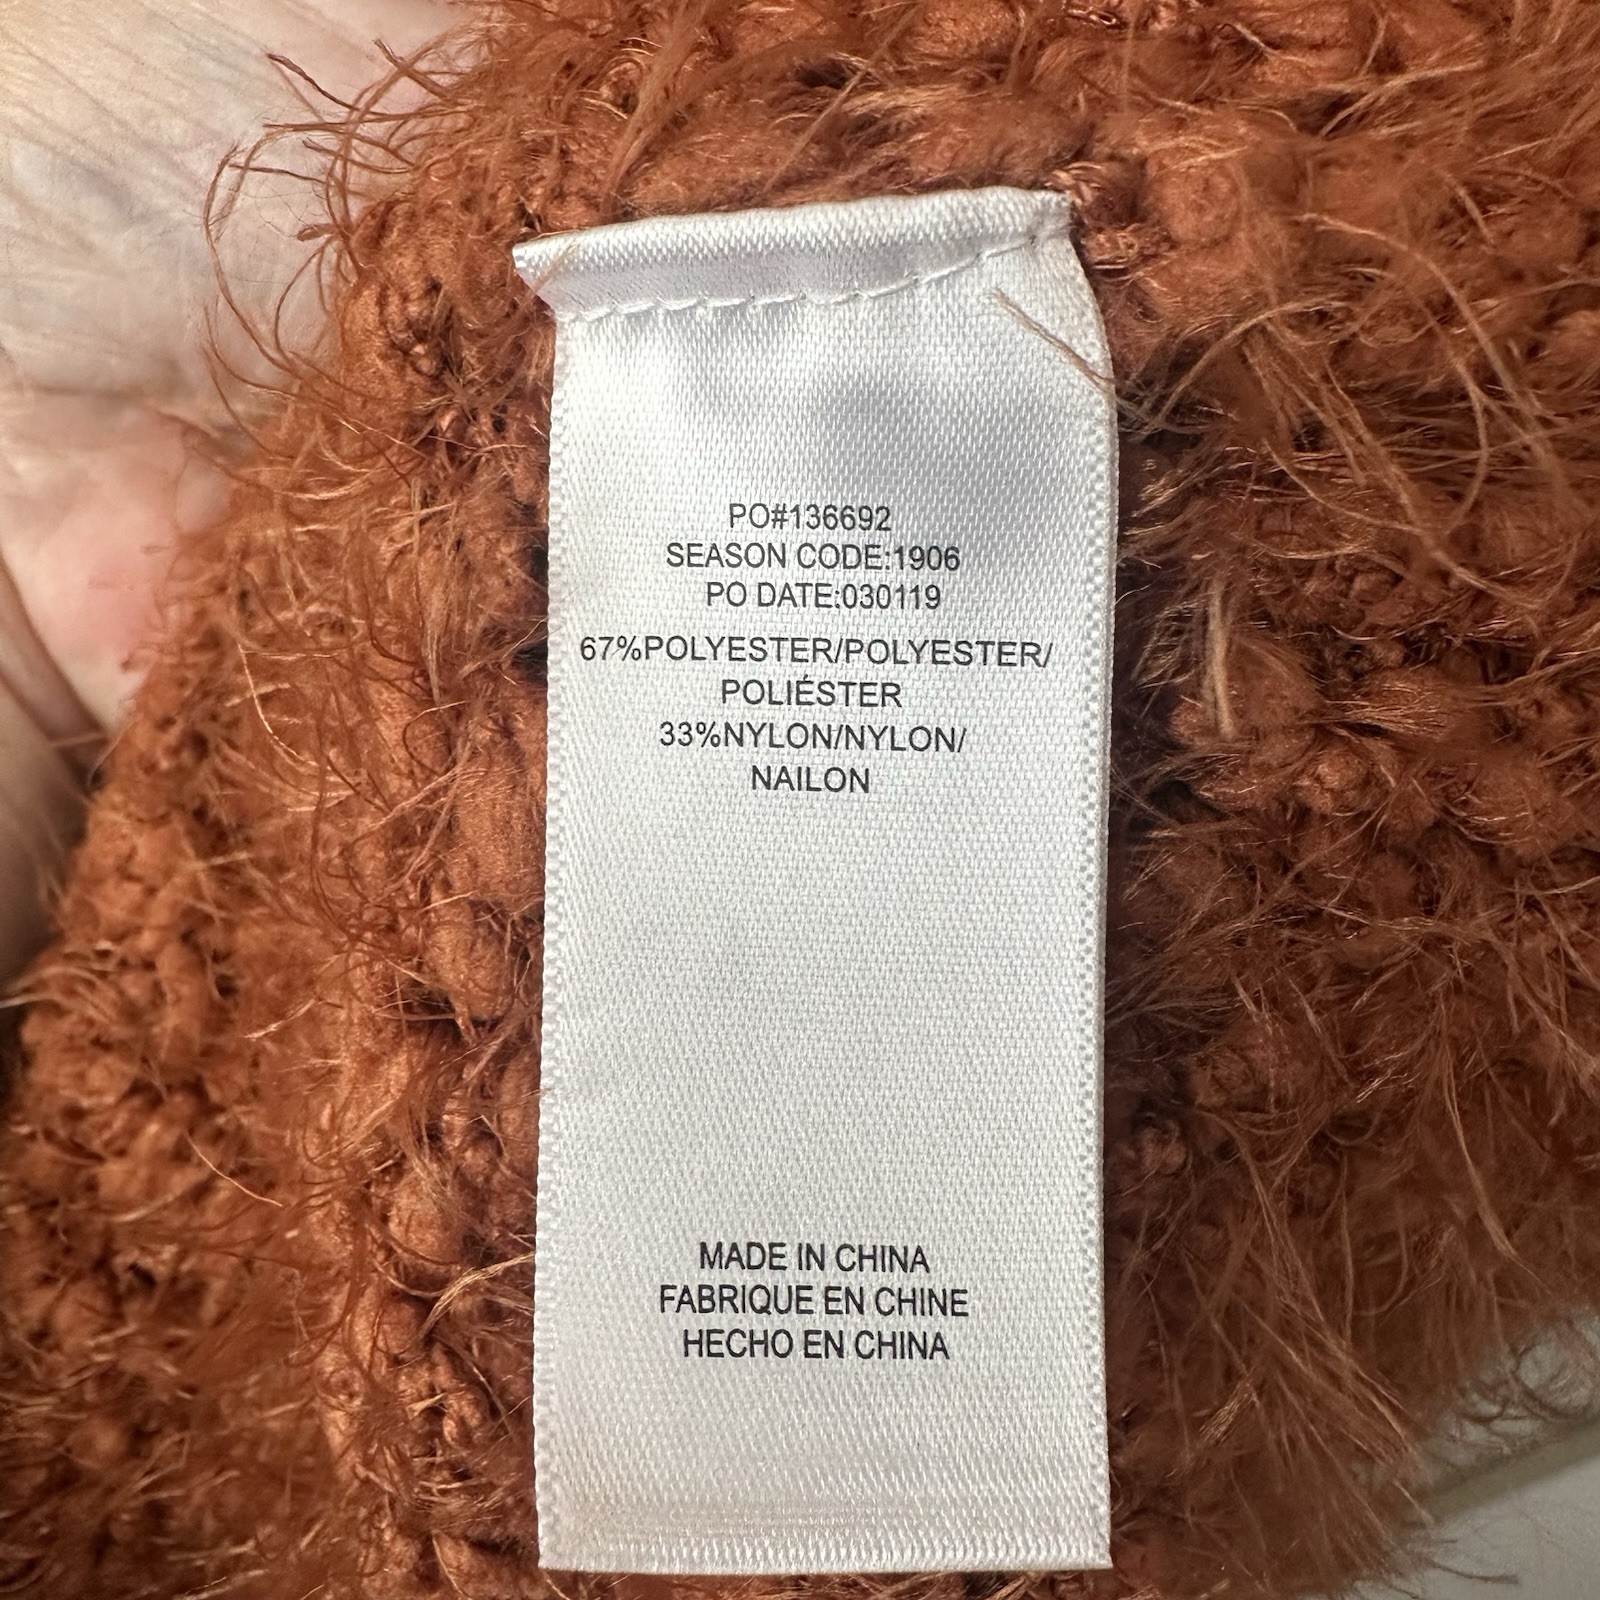 PO#136692
SEASON CODE:1906
PO DATE:030119
67%POLYESTER/POLYESTER/
POLIÉSTER
33%NYLON/NYLON/
NAILON
MADE IN CHINA
FABRIQUE EN CHINE
HECHO EN CHINA